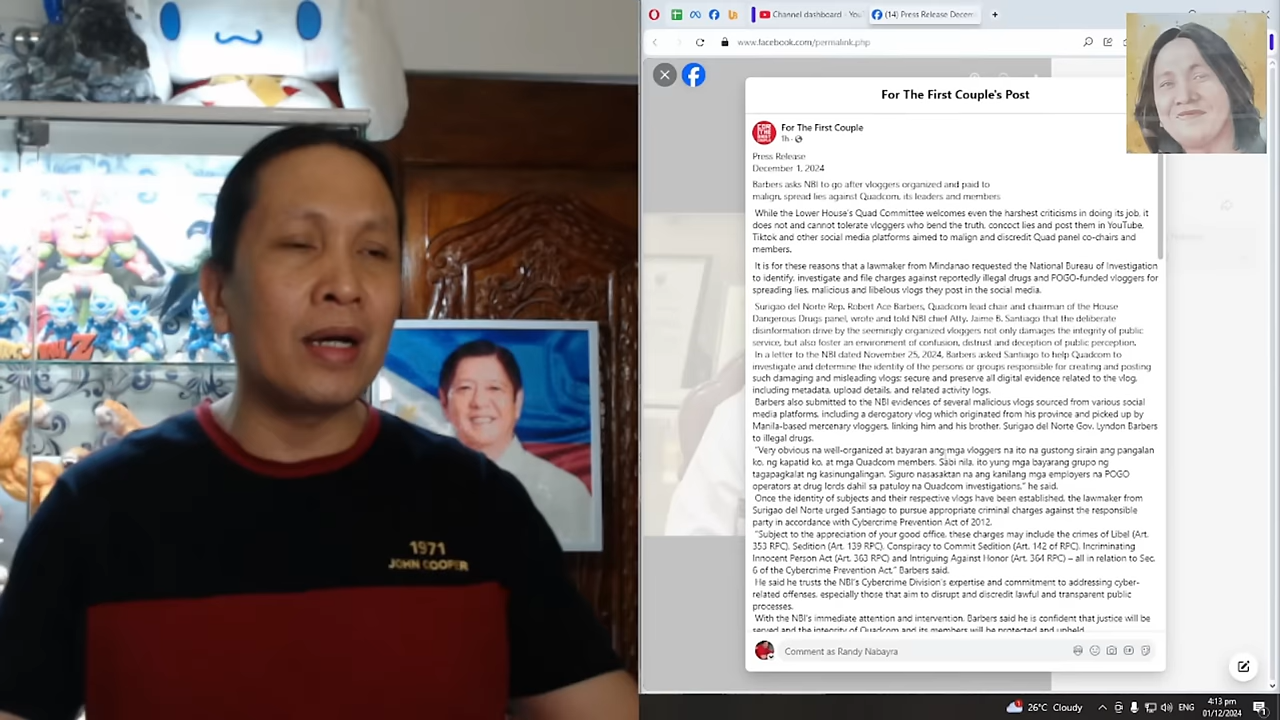 Channel dashboard - You
(14) Press Release Decem
www.facebook.com/permalink.php
For The First Couple's Post
For The First Couple
1h
Press Release
December 1, 2024
Barbers asks NBI to go after vloggers organized and paid to
malign, spread lies against Quadcom, its leaders and members
While the Lower House's Quad Committee welcomes even the harshest criticisms in doing its job, it
does not and cannot tolerate vloggers who bend the truth, concoct lies and post them in YouTube,
Tiktok and other social media platforms aimed to malign and discredit Quad panel co-chairs and
members.
It is for these reasons that a lawmaker from Mindanao requested the National Bureau of Investigation
to identify, investigate and file charges against reportedly illegal drugs and POGO-funded vloggers for
spreading lies, malicious and libelous vlogs they post in the social media.
Surigao del Norte Rep. Robert Ace Barbers, Quadcom lead chair and chairman of the House
Dangerous Drugs panel, wrote and told NBI chief Atty. Jaime B. Santiago that the deliberate
disinformation drive by the seemingly organized vloggers not only damages the integrity of public
service, but also foster an environment of confusion, distrust and deception of public perception.
In a letter to the NBI dated November 25, 2024, Barbers asked Santiago to help Quadcom to
investigate and determine the identity of the persons or groups responsible for creating and posting
such damaging and misleading vlogs; secure and preserve all digital evidence related to the vlog,
including metadata, upload details, and related activity logs.
Barbers also submitted to the NBI evidences of several malicious vlogs sourced from various social
media platforms, including a derogatory vlog which originated from his province and picked up by
Manila-based mercenary vloggers, linking him and his brother, Surigao del Norte Gov. Lyndon Barbers
to illegal drugs.
"Very obvious na well-organized at bayaran ang mga vloggers na ito na gustong sirain ang pangalan
ko, ng kapatid ko, at mga Quadcom members. Sabi nila, ito yung mga bayarang grupo ng
tagapagkalat ng kasinungalingan. Siguro nasasaktan na ang kanilang mga employers na POGO
operators at drug lords dahil sa patuloy na Quadcom investigations," he said.
Once the identity of subjects and their respective vlogs have been established, the lawmaker from
Surigao del Norte urged Santiago to pursue appropriate criminal charges against the responsible
party in accordance with Cybercrime Prevention Act of 2012.
"Subject to the appreciation of your good office, these charges may include the crimes of Libel (Art.
353 RPC), Sedition (Art. 139 RPC), Conspiracy to Commit Sedition (Art. 142 of RPC), Incriminating
Innocent Person Act (Art. 363 RPC) and Intriguing Against Honor (Art. 364 RPC) – all in relation to Sec.
6 of the Cybercrime Prevention Act," Barbers said.
He said he trusts the NBI's Cybercrime Division's expertise and commitment to addressing cyber-
related offenses, especially those that aim to disrupt and discredit lawful and transparent public
processes.
With the NBI's immediate attention and intervention, Barbers said he is confident that justice will be
served and the integrity of Quadcom and its members will be protected and upheld.
Comment as Randy Nabayra
1971
JOHN COOPER
26°C Cloudy
ENG
4:13 pm
01/12/2024